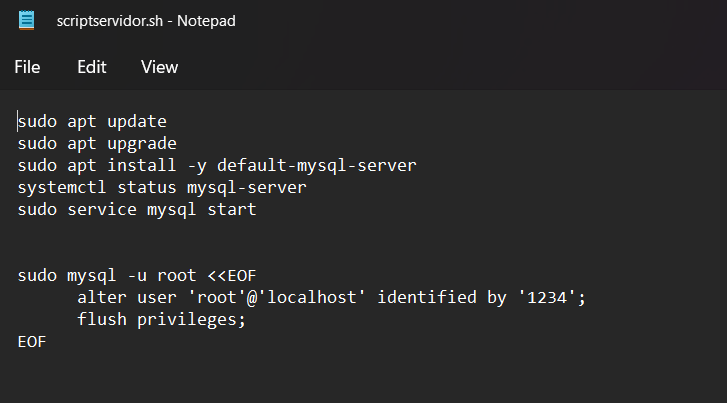 scriptservidor.sh - Notepad
File Edit View
sudo apt update
sudo apt upgrade
sudo apt install -y default-mysql-server
systemctl status mysql-server
sudo service mysql start
sudo mysql -u root <<EOF
alter user 'root'@'localhost' identified by '1234';
flush privileges;
EOF